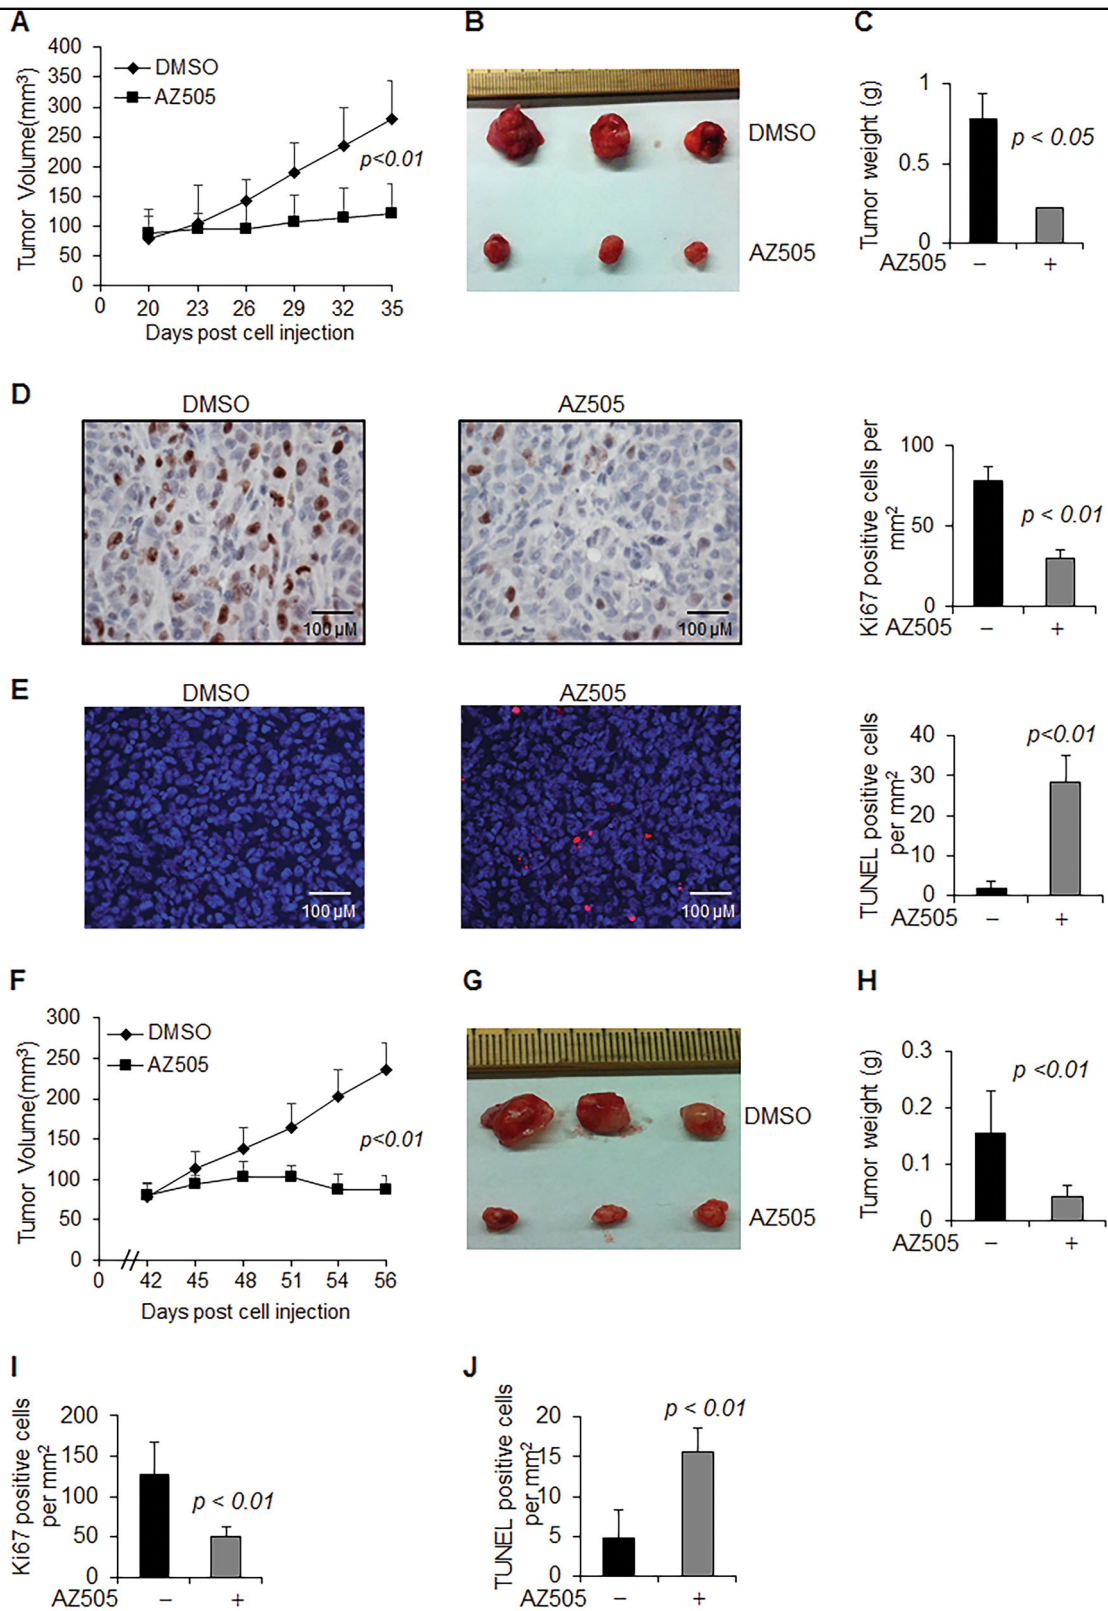 A
B
C
400
350
300
250
200
150
100
50
0
Tumor Volume(mm³)
DMSO
AZ505
p<0.01
0 20 23 26 29 32 35
Days post cell injection
DMSO
AZ505
1
0.5
0
Tumor weight (g)
p < 0.05
AZ505 – +
D
DMSO
AZ505
100 µM
100 µM
100
50
0
Ki67 positive cells per
mm²
p < 0.01
AZ505 – +
E
DMSO
AZ505
100 µM
100 µM
40
30
20
10
0
TUNEL positive cells
per mm²
p<0.01
AZ505 – +
F
G
H
300
250
200
150
100
50
0
Tumor Volume(mm³)
DMSO
AZ505
p<0.01
0 42 45 48 51 54 56
Days post cell injection
DMSO
AZ505
0.3
0.2
0.1
0
Tumor weight (g)
p <0.01
AZ505 – +
I
J
200
150
100
50
0
Ki67 positive cells
per mm²
p < 0.01
AZ505 – +
20
15
10
5
0
TUNEL positive cells
per mm²
p < 0.01
AZ505 – +